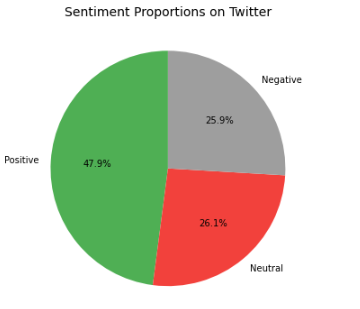 Sentiment Proportions on Twitter
Negative
25.9%
Positive
47.9%
26.1%
Neutral